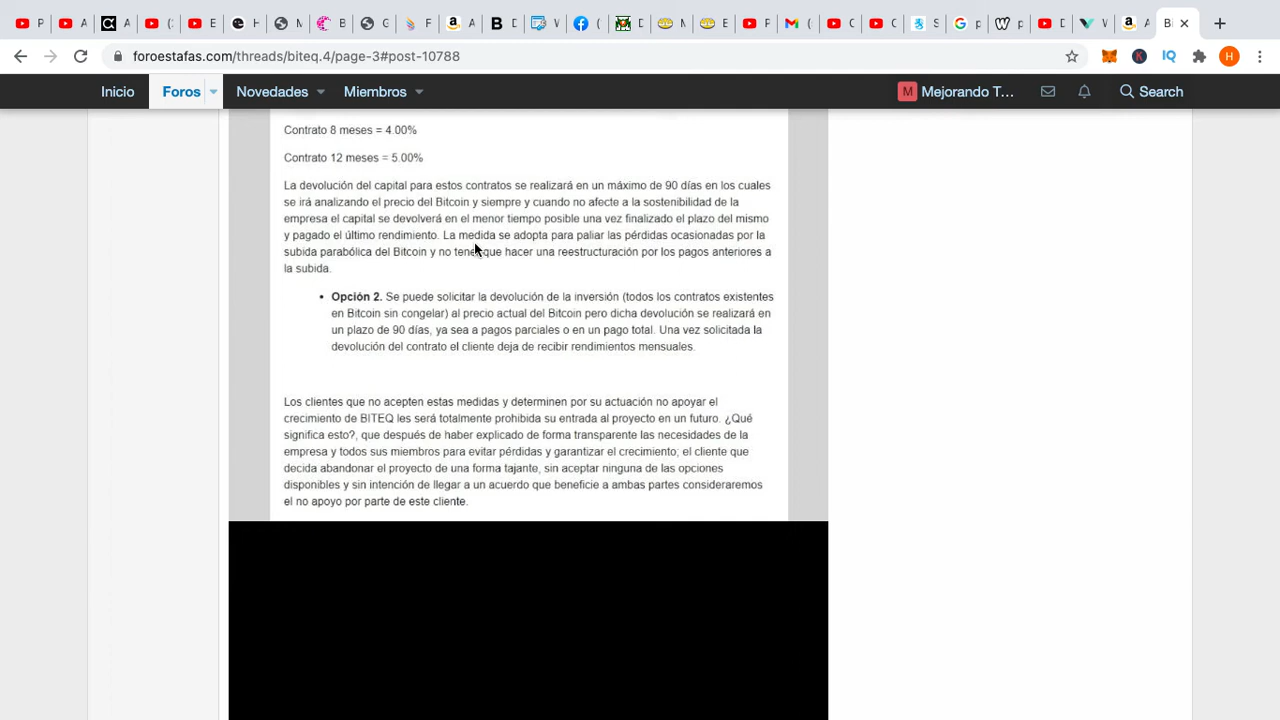 P
A
(
E
H
N
B
G
F
A
D
W
(
D
M
E
P
(
C
C
S
p
p
D
W
A
Bi
foroestafas.com/threads/biteq.4/page-3#post-10788
K
IQ
H
Inicio
Foros
Novedades
Miembros
M
Mejorando T...
Search
Contrato 8 meses = 4.00%
Contrato 12 meses = 5.00%
La devolución del capital para estos contratos se realizará en un máximo de 90 días en los cuales
se irá analizando el precio del Bitcoin y siempre y cuando no afecte a la sostenibilidad de la
empresa el capital se devolverá en el menor tiempo posible una vez finalizado el plazo del mismo
y pagado el último rendimiento. La medida se adopta para paliar las pérdidas ocasionadas por la
subida parabólica del Bitcoin y no tener que hacer una reestructuración por los pagos anteriores a
la subida.
• Opción 2. Se puede solicitar la devolución de la inversión (todos los contratos existentes
en Bitcoin sin congelar) al precio actual del Bitcoin pero dicha devolución se realizará en
un plazo de 90 días, ya sea a pagos parciales o en un pago total. Una vez solicitada la
devolución del contrato el cliente deja de recibir rendimientos mensuales.
Los clientes que no acepten estas medidas y determinen por su actuación no apoyar el
crecimiento de BITEQ les será totalmente prohibida su entrada al proyecto en un futuro. ¿Qué
significa esto?, que después de haber explicado de forma transparente las necesidades de la
empresa y todos sus miembros para evitar pérdidas y garantizar el crecimiento; el cliente que
decida abandonar el proyecto de una forma tajante, sin aceptar ninguna de las opciones
disponibles y sin intención de llegar a un acuerdo que beneficie a ambas partes consideraremos
el no apoyo por parte de este cliente.